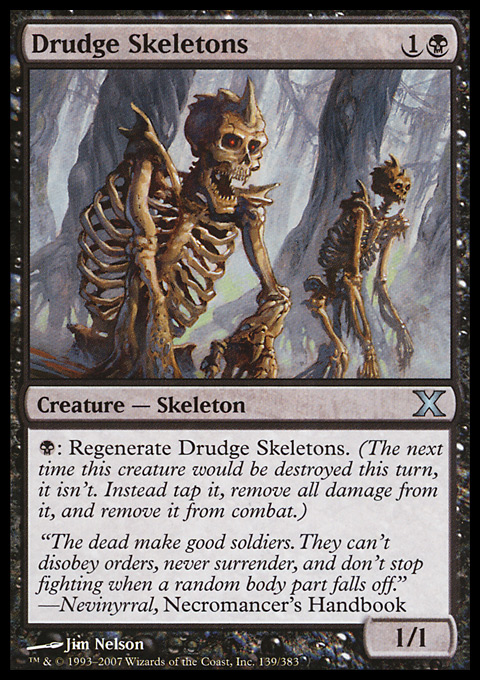 Drudge Skeletons 1
Creature — Skeleton X
: Regenerate Drudge Skeletons. (The next
time this creature would be destroyed this turn,
it isn't. Instead tap it, remove all damage from
it, and remove it from combat.)
“The dead make good soldiers. They can't
disobey orders, never surrender, and don't stop
fighting when a random body part falls off.”
—Nevinyrral, Necromancer's Handbook
1/1
Jim Nelson
™ & © 1993–2007 Wizards of the Coast, Inc. 139/383